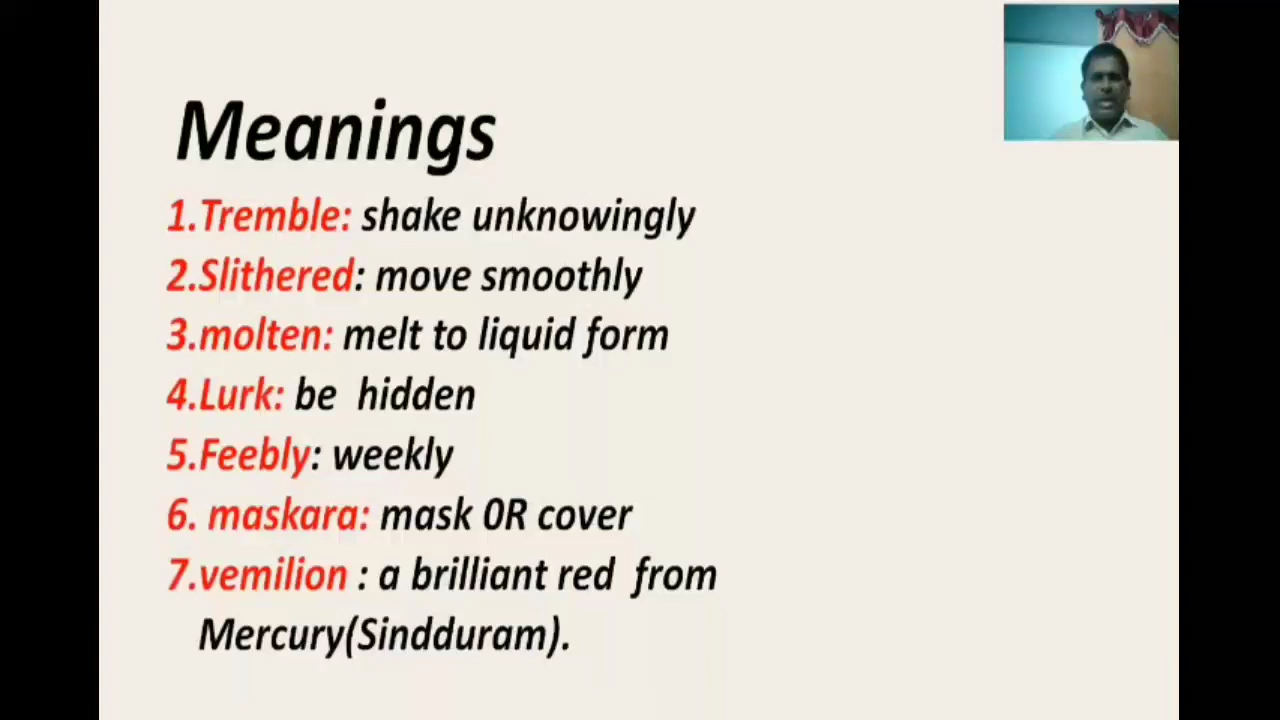 Meanings
1.Tremble: shake unknowingly
2.Slithered: move smoothly
3.molten: melt to liquid form
4.Lurk: be hidden
5.Feebly: weekly
6. maskara: mask 0R cover
7.vemilion : a brilliant red from
Mercury(Sindduram).